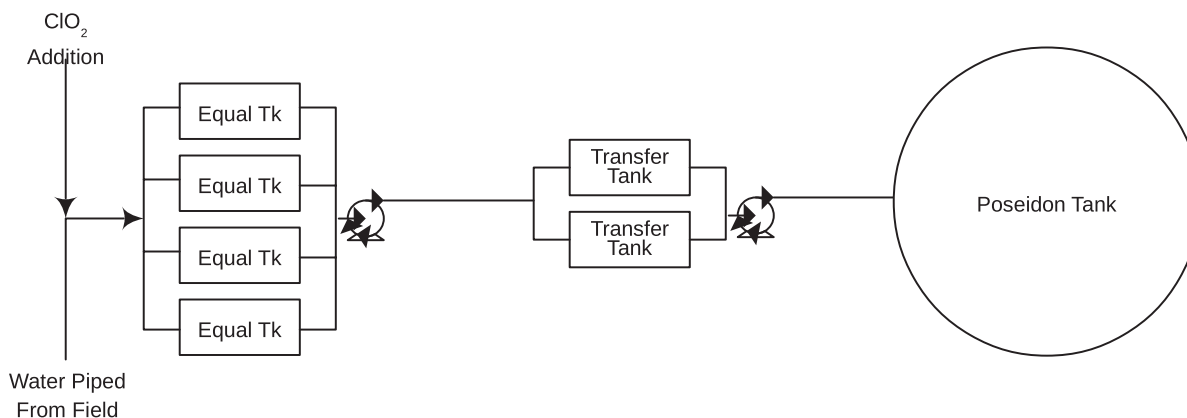 ClO₂
Addition
Equal Tk
Equal Tk
Equal Tk
Equal Tk
Transfer
Tank
Transfer
Tank
Poseidon Tank
Water Piped
From Field